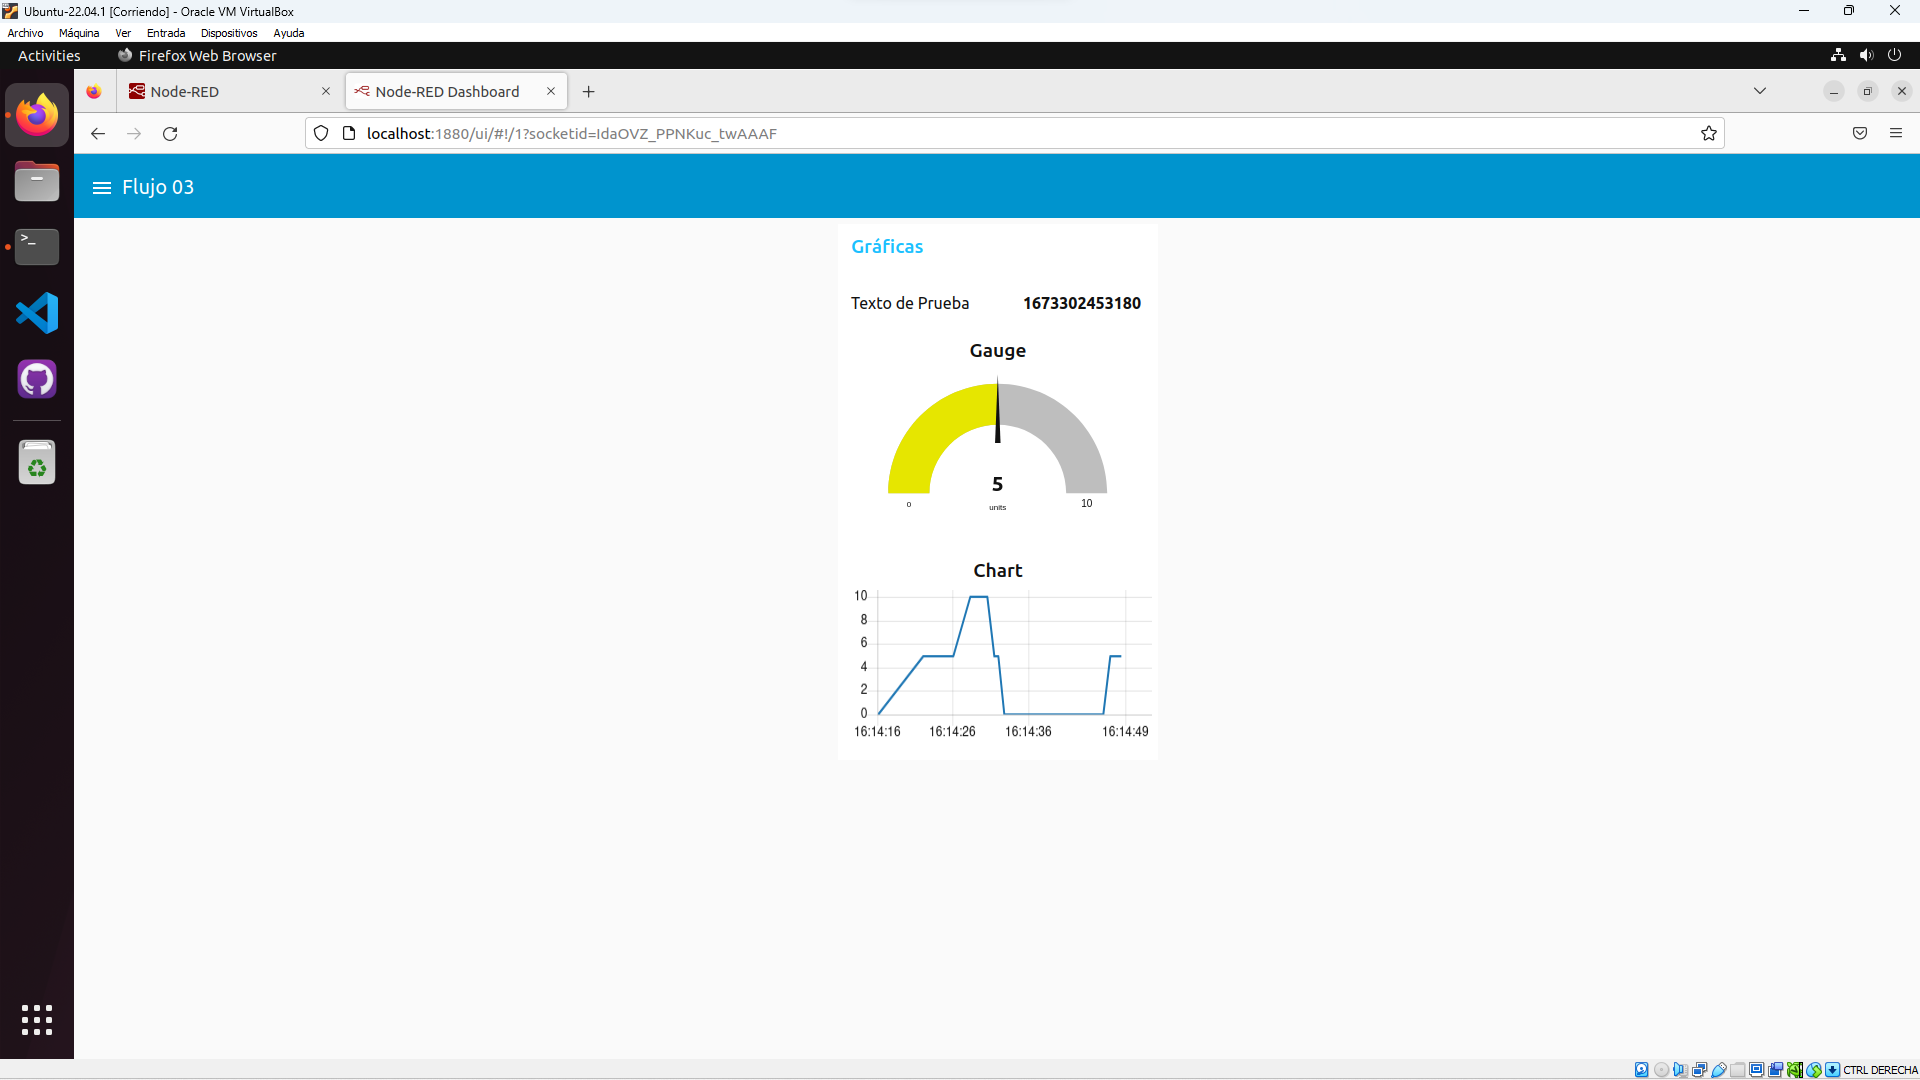 Ubuntu-22.04.1 [Corriendo] - Oracle VM VirtualBox
Archivo Máquina Ver Entrada Dispositivos Ayuda
Activities Firefox Web Browser
Node-RED Node-RED Dashboard
localhost:1880/ui/#!/1?socketid=IdaOVZ_PPNKuc_twAAAF
Flujo 03
Gráficas
Texto de Prueba 1673302453180
Gauge
5
0 units 10
Chart
10
8
6
4
2
0
16:14:16 16:14:26 16:14:36 16:14:49
CTRL DERECHA